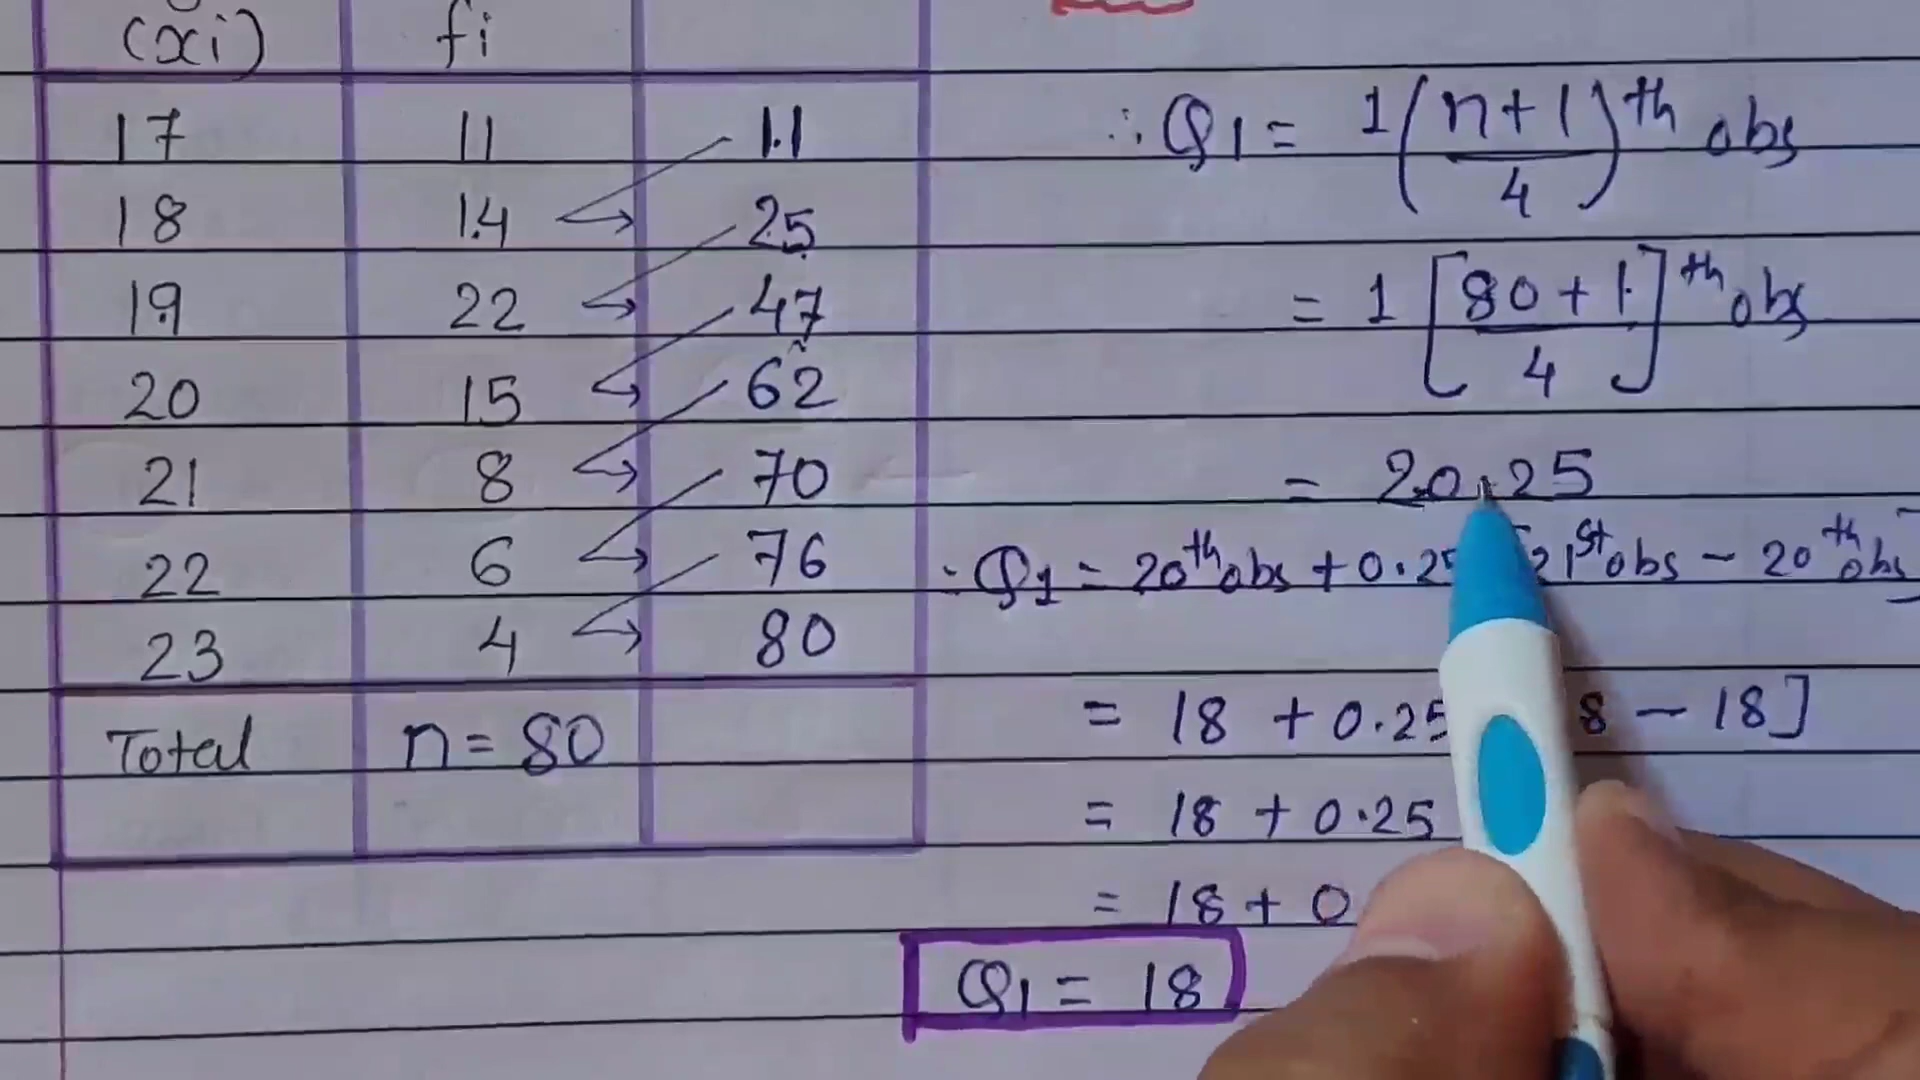 (xi) fi
17 11 11
18 14 25
19 22 47
20 15 62
21 8 70
22 6 76
23 4 80
Total n = 80
∴ Q1 = 1(n+1/4)th obs
= 1[80+1/4]th obs
= 20.25
Q1 = 20th obs + 0.25 21st obs − 20th obs]
= 18 + 0.25 8 − 18]
= 18 + 0.25
= 18 + 0
Q1 = 18